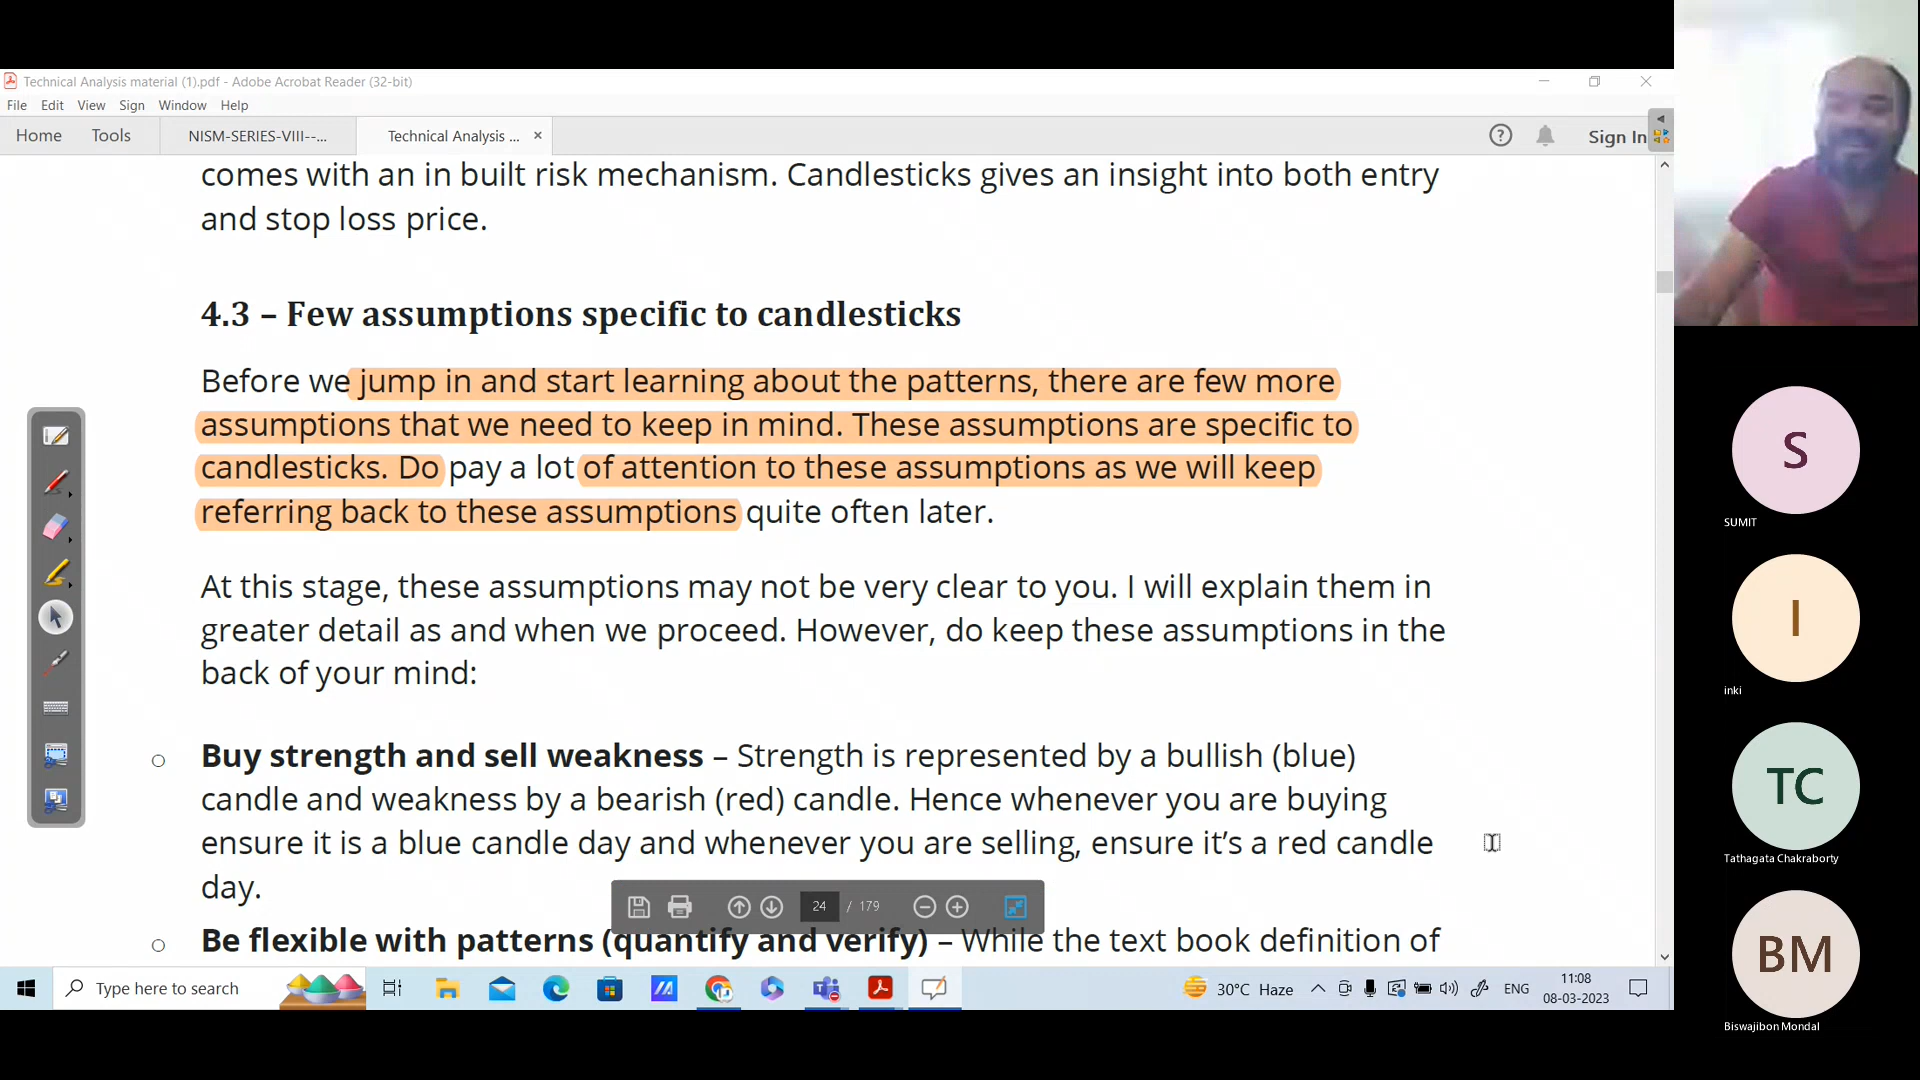 Technical Analysis material (1).pdf - Adobe Acrobat Reader (32-bit)
File Edit View Sign Window Help
Home Tools NISM-SERIES-VIII--... Technical Analysis ... × Sign In
comes with an in built risk mechanism. Candlesticks gives an insight into both entry
and stop loss price.
4.3 – Few assumptions specific to candlesticks
Before we jump in and start learning about the patterns, there are few more
assumptions that we need to keep in mind. These assumptions are specific to
candlesticks. Do pay a lot of attention to these assumptions as we will keep
referring back to these assumptions quite often later.
At this stage, these assumptions may not be very clear to you. I will explain them in
greater detail as and when we proceed. However, do keep these assumptions in the
back of your mind:
Buy strength and sell weakness – Strength is represented by a bullish (blue)
candle and weakness by a bearish (red) candle. Hence whenever you are buying
ensure it is a blue candle day and whenever you are selling, ensure it's a red candle
day.
24 / 179
Be flexible with patterns (quantify and verify) – While the text book definition of
Type here to search
30°C Haze
ENG
11:08
08-03-2023
S
SUMIT
I
inki
TC
Tathagata Chakraborty
BM
Biswajibon Mondal